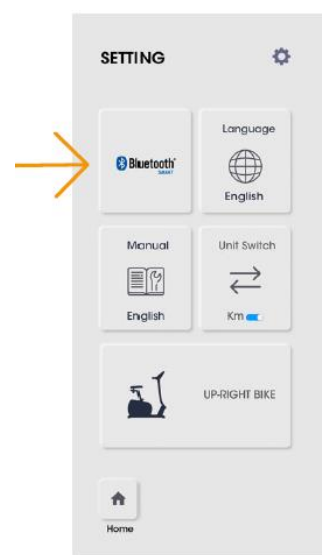 SETTING
Bluetooth
SMART
Language
English
Manual
English
Unit Switch
Km
UP-RIGHT BIKE
Home